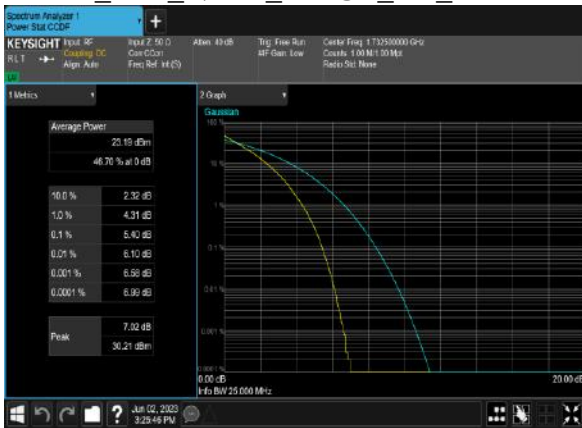 Spectrum Analyzer 1
Power Stat CCDF
+
KEYSIGHT
RLT
Input: RF
Coupling: DC
Align: Auto
Input Z: 50 Ω
Corr CCorr
Freq Ref: Int (S)
Atten: 40 dB
Trig: Free Run
#IF Gain: Low
Center Freq: 1.732500000 GHz
Counts: 1.00 M/1.00 Mpt
Radio Std: None
1 Metrics
Average Power
23.19 dBm
46.70 % at 0 dB
10.0 % 2.32 dB
1.0 % 4.31 dB
0.1 % 5.40 dB
0.01 % 6.10 dB
0.001 % 6.58 dB
0.0001 % 6.99 dB
Peak
7.02 dB
30.21 dBm
2 Graph
Gaussian
100 %
10 %
1 %
0.1 %
0.01 %
0.001 %
0.0001 %
0.00 dB
20.00 dB
Info BW 25.000 MHz
?
Jun 02, 2023
3:25:46 PM